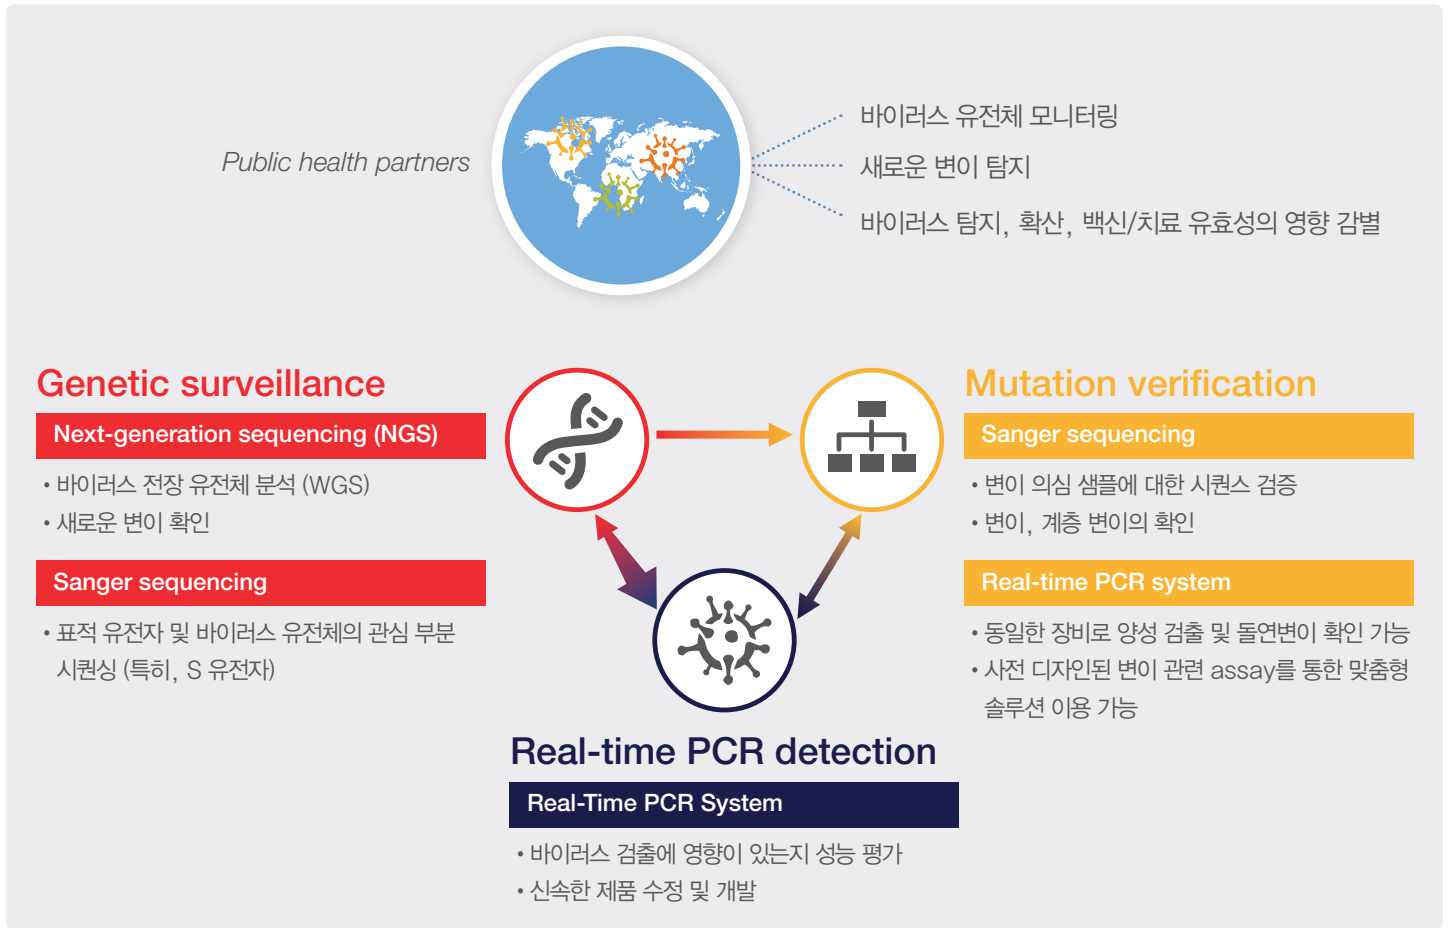 Public health partners
바이러스 유전체 모니터링
새로운 변이 탐지
바이러스 탐지, 확산, 백신/치료 유효성의 영향 감별
Genetic surveillance
Next-generation sequencing (NGS)
• 바이러스 전장 유전체 분석 (WGS)
• 새로운 변이 확인
Sanger sequencing
• 표적 유전자 및 바이러스 유전체의 관심 부분
시퀀싱 (특히, S 유전자)
Mutation verification
Sanger sequencing
• 변이 의심 샘플에 대한 시퀀스 검증
• 변이, 계층 변이의 확인
Real-time PCR system
• 동일한 장비로 양성 검출 및 돌연변이 확인 가능
• 사전 디자인된 변이 관련 assay를 통한 맞춤형
솔루션 이용 가능
Real-time PCR detection
Real-Time PCR System
• 바이러스 검출에 영향이 있는지 성능 평가
• 신속한 제품 수정 및 개발